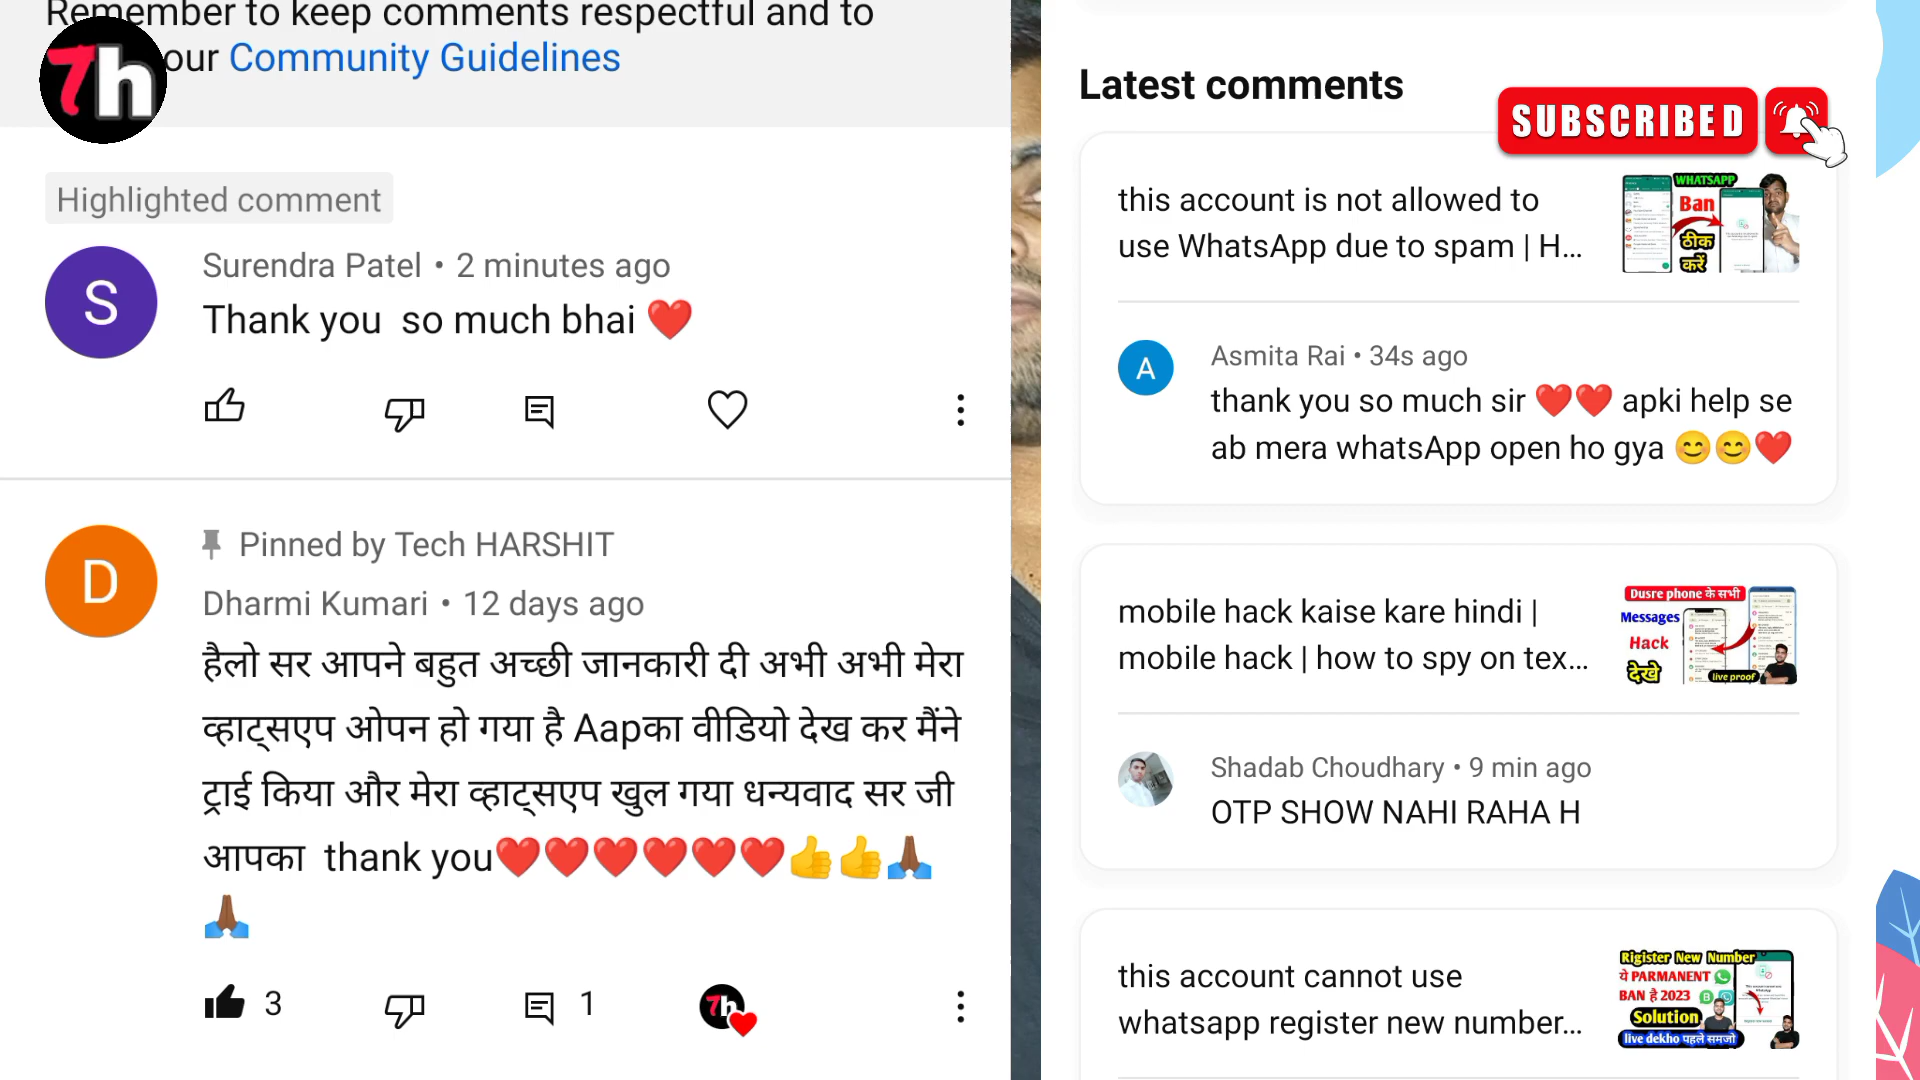 Remember to keep comments respectful and to
our Community Guidelines
7h
Highlighted comment
S
Surendra Patel • 2 minutes ago
Thank you so much bhai ❤️
D
Pinned by Tech HARSHIT
Dharmi Kumari • 12 days ago
हैलो सर आपने बहुत अच्छी जानकारी दी अभी अभी मेरा
व्हाट्सएप ओपन हो गया है Aapका वीडियो देख कर मैंने
ट्राई किया और मेरा व्हाट्सएप खुल गया धन्यवाद सर जी
आपका thank you❤️❤️❤️❤️❤️❤️👍👍🙏🏾
🙏🏾
3
1
7h
Latest comments
SUBSCRIBED
this account is not allowed to
use WhatsApp due to spam | H...
WHATSAPP
Ban
ठीक
करें
A
Asmita Rai • 34s ago
thank you so much sir ❤️❤️ apki help se
ab mera whatsApp open ho gya 😊😊❤️
mobile hack kaise kare hindi |
mobile hack | how to spy on tex...
Dusre phone के सभी
Messages
Hack
देखे
live proof
Shadab Choudhary • 9 min ago
OTP SHOW NAHI RAHA H
this account cannot use
whatsapp register new number...
Rigister New Number
ये PARMANENT
BAN है 2023
Solution
live dekho पहले समजो